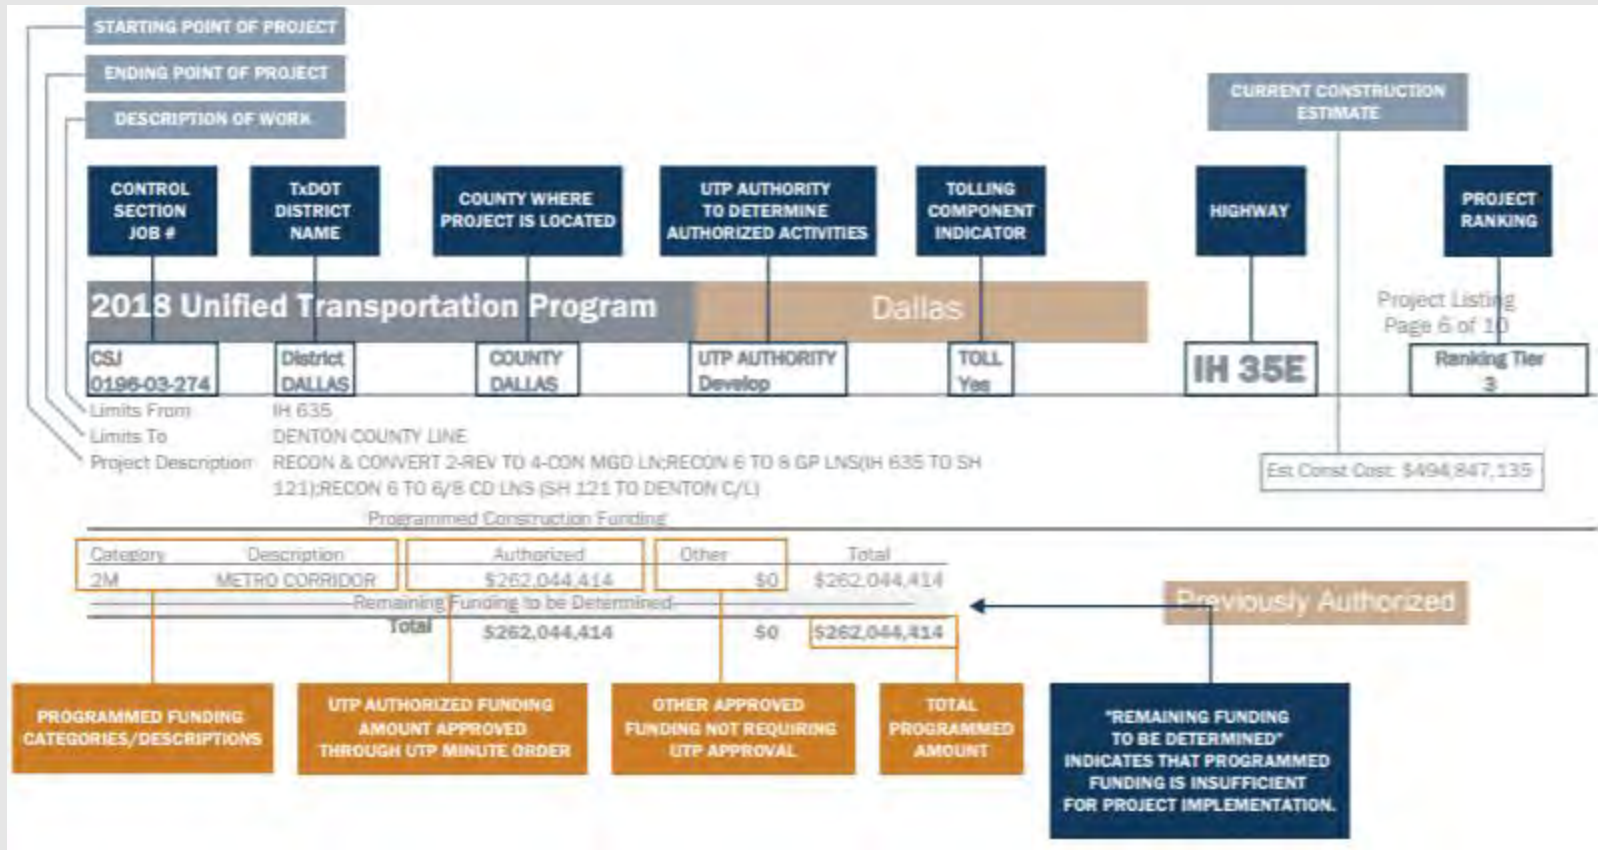 STARTING POINT OF PROJECT
ENDING POINT OF PROJECT
DESCRIPTION OF WORK
CURRENT CONSTRUCTION
ESTIMATE
CONTROL
SECTION
JOB #
TxDOT
DISTRICT
NAME
COUNTY WHERE
PROJECT IS LOCATED
UTP AUTHORITY
TO DETERMINE
AUTHORIZED ACTIVITIES
TOLLING
COMPONENT
INDICATOR
HIGHWAY
PROJECT
RANKING
2018 Unified Transportation Program
Dallas
Project Listing
Page 6 of 10
CSJ
0196-03-274
District
DALLAS
COUNTY
DALLAS
UTP AUTHORITY
Develop
TOLL
Yes
IH 35E
Ranking Tier
3
Limits From IH 635
Limits To DENTON COUNTY LINE
Project Description RECON & CONVERT 2-REV TO 4-CON MGD LN;RECON 6 TO 8 GP LNS(IH 635 TO SH
121);RECON 6 TO 6/8 CD LNS (SH 121 TO DENTON C/L)
Est Const Cost: $494,847,135
Programmed Construction Funding
Category Description Authorized Other Total
2M METRO CORRIDOR $262,044,414 $0 $262,044,414
Remaining Funding to be Determined
Total $262,044,414 $0 $262,044,414
Previously Authorized
PROGRAMMED FUNDING
CATEGORIES/DESCRIPTIONS
UTP AUTHORIZED FUNDING
AMOUNT APPROVED
THROUGH UTP MINUTE ORDER
OTHER APPROVED
FUNDING NOT REQUIRING
UTP APPROVAL
TOTAL
PROGRAMMED
AMOUNT
"REMAINING FUNDING
TO BE DETERMINED"
INDICATES THAT PROGRAMMED
FUNDING IS INSUFFICIENT
FOR PROJECT IMPLEMENTATION.